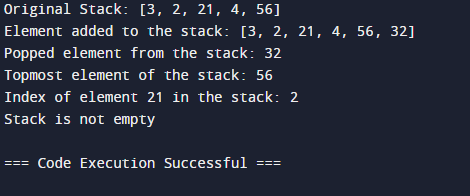 Original Stack: [3, 2, 21, 4, 56]
Element added to the stack: [3, 2, 21, 4, 56, 32]
Popped element from the stack: 32
Topmost element of the stack: 56
Index of element 21 in the stack: 2
Stack is not empty
=== Code Execution Successful ===